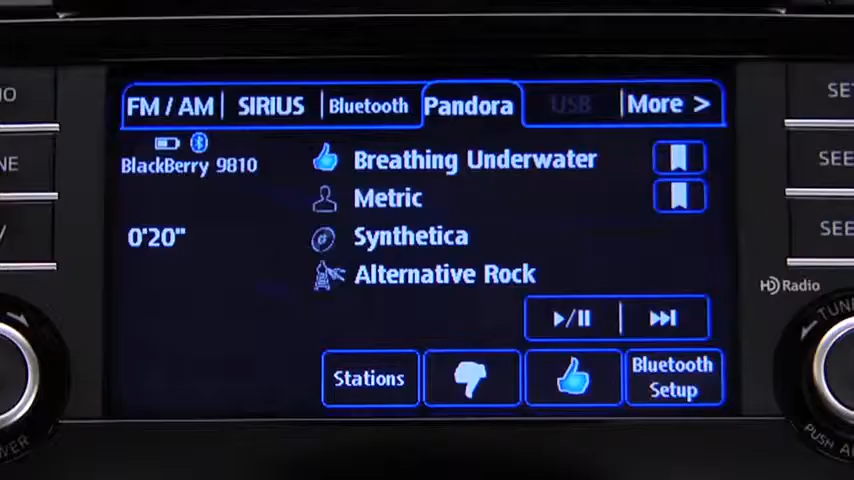 FM / AM SIRIUS Bluetooth Pandora USB More >
BlackBerry 9810
Breathing Underwater
Metric
0'20"
Synthetica
Alternative Rock
Stations
Bluetooth
Setup
HD Radio
PUSH